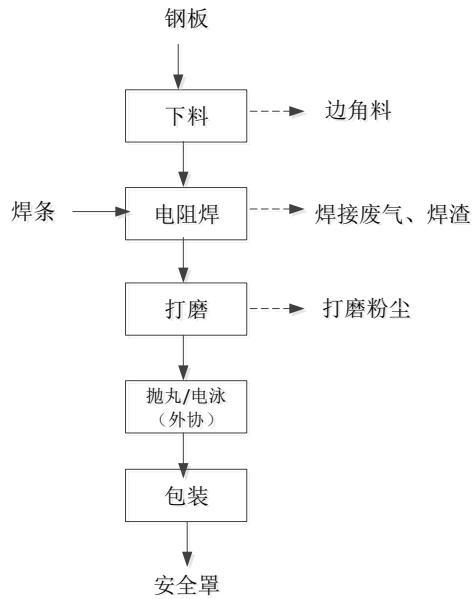 钢板
下料
边角料
焊条
电阻焊
焊接废气、焊渣
打磨
打磨粉尘
抛丸/电泳
（外协）
包装
安全罩